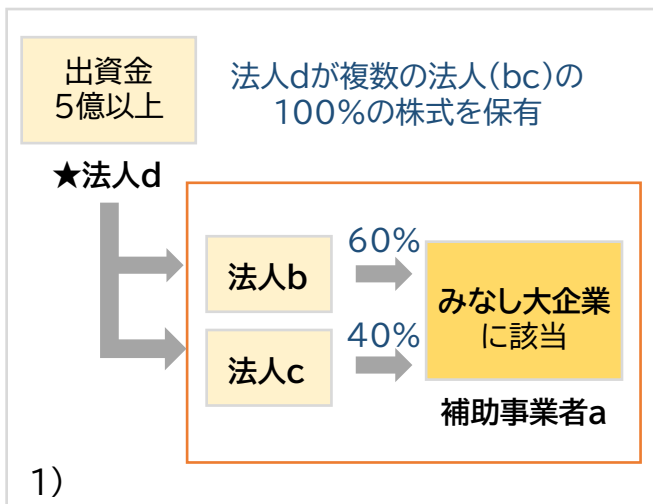 出資金
5億以上
法人dが複数の法人(bc)の
100%の株式を保有
★法人d
法人b
60%
法人c
40%
みなし大企業
に該当
補助事業者a
1)